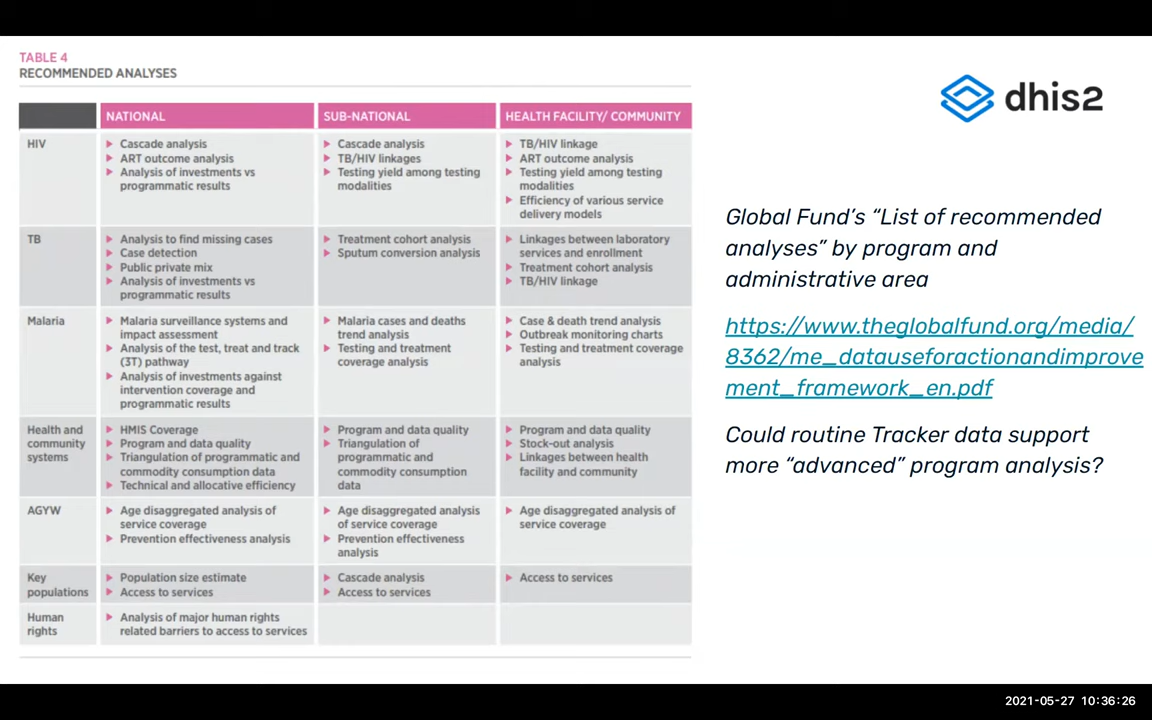 TABLE 4
RECOMMENDED ANALYSES
NATIONAL
SUB-NATIONAL
HEALTH FACILITY/ COMMUNITY
HIV
Cascade analysis
ART outcome analysis
Analysis of investments vs
programmatic results
Cascade analysis
TB/HIV linkages
Testing yield among testing
modalities
TB/HIV linkage
ART outcome analysis
Testing yield among testing
modalities
Efficiency of various service
delivery models
TB
Analysis to find missing cases
Case detection
Public private mix
Analysis of investments vs
programmatic results
Treatment cohort analysis
Sputum conversion analysis
Linkages between laboratory
services and enrollment
Treatment cohort analysis
TB/HIV linkage
Malaria
Malaria surveillance systems and
impact assessment
Analysis of the test, treat and track
(3T) pathway
Analysis of investments against
intervention coverage and
programmatic results
Malaria cases and deaths
trend analysis
Testing and treatment
coverage analysis
Case & death trend analysis
Outbreak monitoring charts
Testing and treatment coverage
analysis
Health and
community
systems
HMIS Coverage
Program and data quality
Triangulation of programmatic and
commodity consumption data
Technical and allocative efficiency
Program and data quality
Triangulation of
programmatic and
commodity consumption
data
Program and data quality
Stock-out analysis
Linkages between health
facility and community
AGYW
Age disaggregated analysis of
service coverage
Prevention effectiveness analysis
Age disaggregated analysis
of service coverage
Prevention effectiveness
analysis
Age disaggregated analysis of
service coverage
Key
populations
Population size estimate
Access to services
Cascade analysis
Access to services
Access to services
Human
rights
Analysis of major human rights
related barriers to access to services
dhis2
Global Fund’s “List of recommended
analyses” by program and
administrative area
https://www.theglobalfund.org/media/
8362/me_datauseforactionandimprove
ment_framework_en.pdf
Could routine Tracker data support
more “advanced” program analysis?
2021-05-27 10:36:26